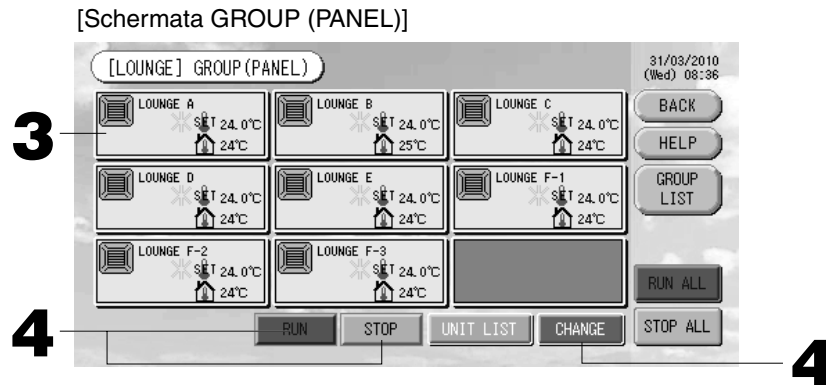 [Schermata GROUP (PANEL)]
[LOUNGE] GROUP(PANEL)
31/03/2010
(Wed) 08:36
3
LOUNGE A
SET 24.0℃
24℃
LOUNGE B
SET 24.0℃
25℃
LOUNGE C
SET 24.0℃
24℃
BACK
HELP
LOUNGE D
SET 24.0℃
24℃
LOUNGE E
SET 24.0℃
24℃
LOUNGE F-1
SET 24.0℃
24℃
GROUP
LIST
LOUNGE F-2
SET 24.0℃
24℃
LOUNGE F-3
SET 24.0℃
24℃
RUN ALL
4
RUN STOP UNIT LIST CHANGE STOP ALL
4